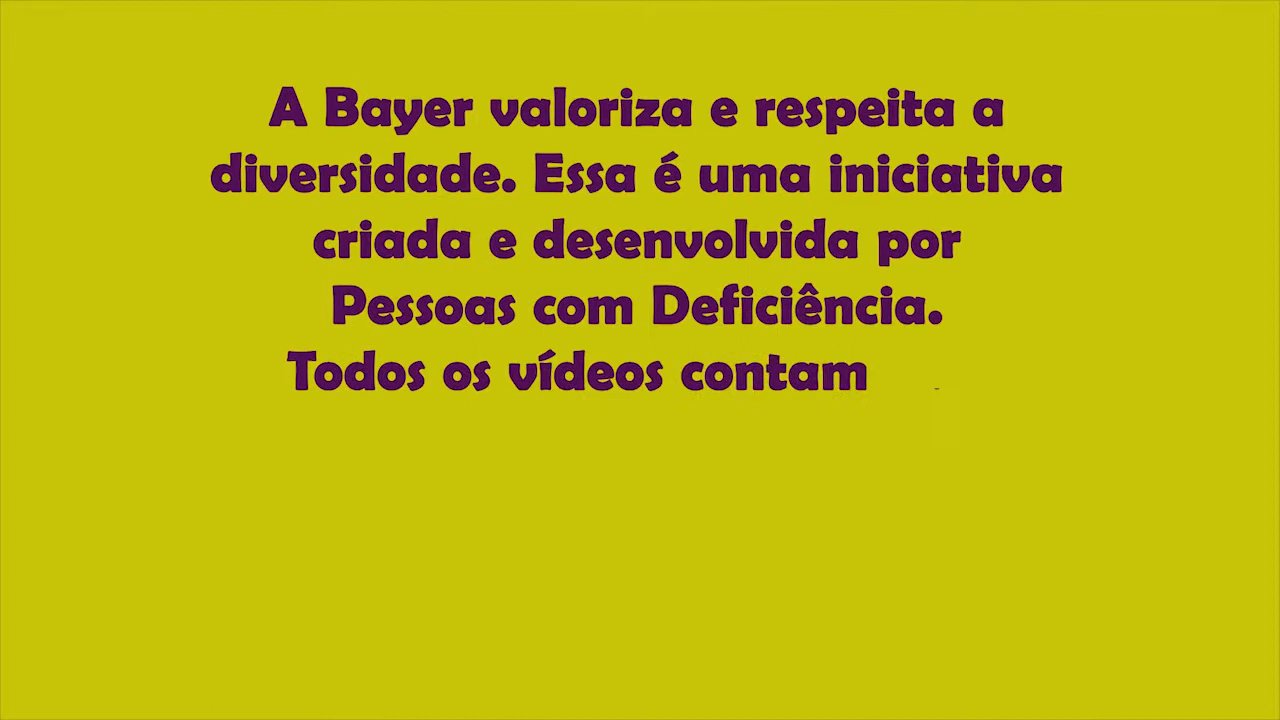 A Bayer valoriza e respeita a
diversidade. Essa é uma iniciativa
criada e desenvolvida por
Pessoas com Deficiência.
Todos os vídeos contam